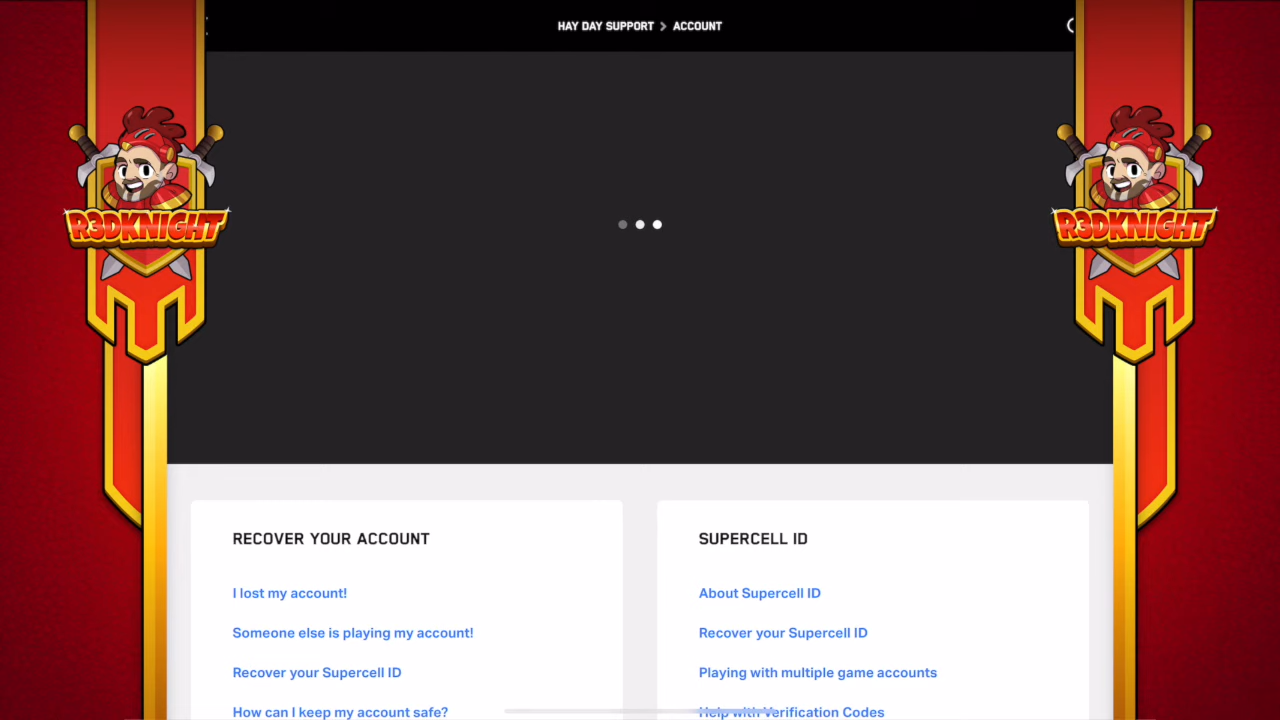 HAY DAY SUPPORT > ACCOUNT
R3DKNIGHT
R3DKNIGHT
RECOVER YOUR ACCOUNT
I lost my account!
Someone else is playing my account!
Recover your Supercell ID
How can I keep my account safe?
SUPERCELL ID
About Supercell ID
Recover your Supercell ID
Playing with multiple game accounts
Help with Verification Codes